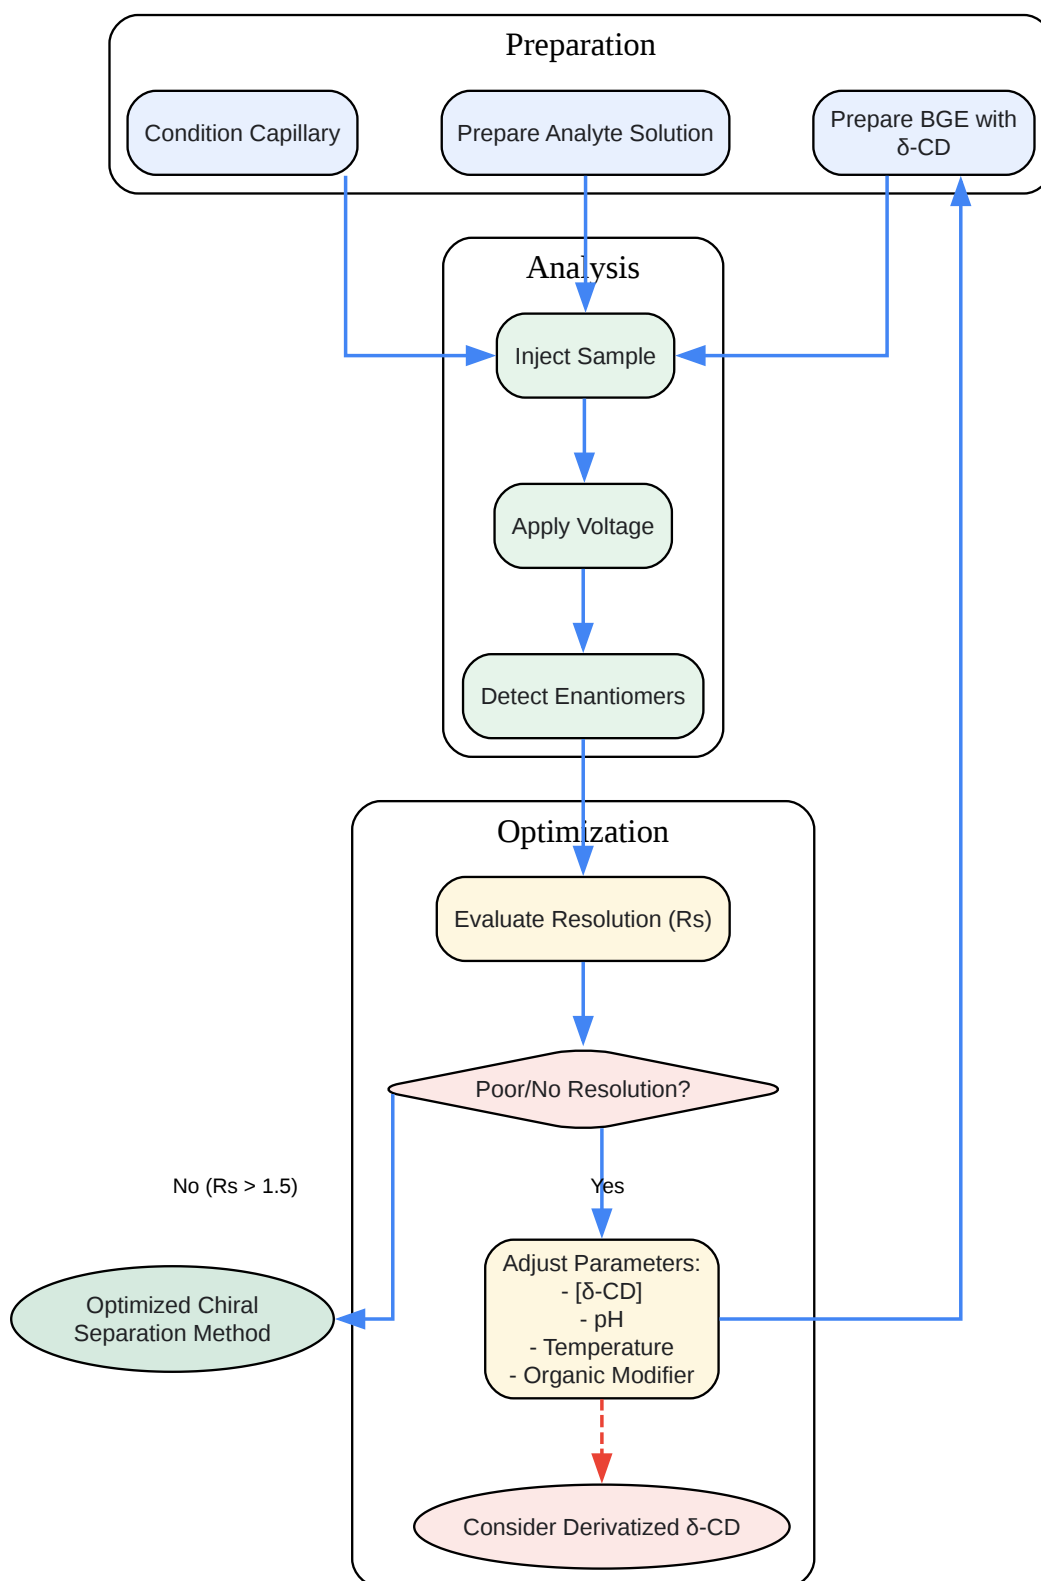 Preparation
Condition Capillary
Prepare Analyte Solution
Prepare BGE with
δ-CD
Analysis
Inject Sample
Apply Voltage
Detect Enantiomers
Optimization
Evaluate Resolution (Rs)
Poor/No Resolution?
No (Rs > 1.5)
Yes
Adjust Parameters:
- [δ-CD]
- pH
- Temperature
- Organic Modifier
Optimized Chiral
Separation Method
Consider Derivatized δ-CD